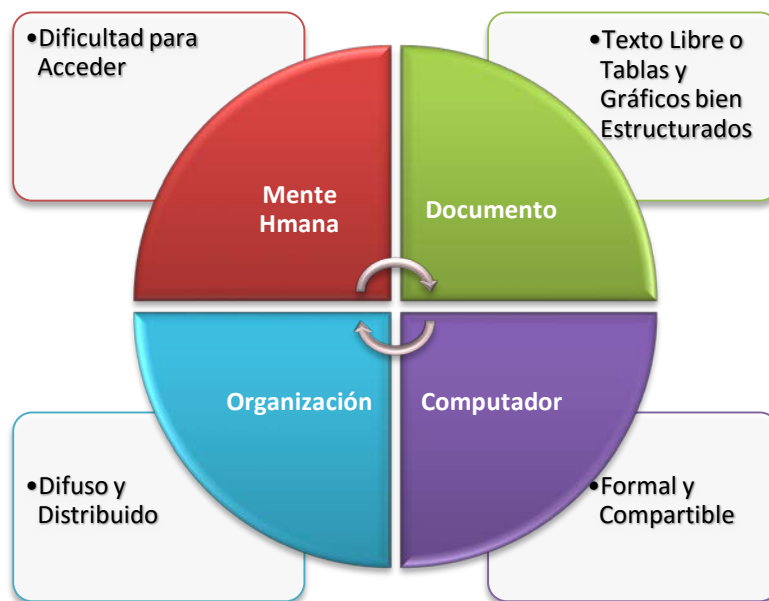 •Dificultad para
Acceder
•Texto Libre o
Tablas y
Gráficos bien
Estructurados
Mente
Hmana
Documento
Organización
Computador
•Difuso y
Distribuido
•Formal y
Compartible